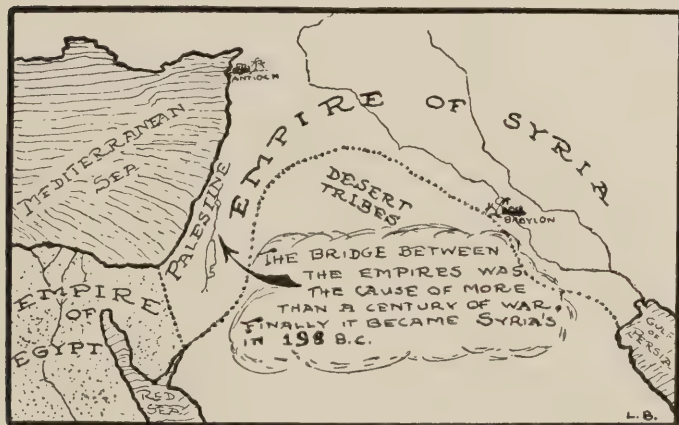 ANTIOCH
EMPIRE OF SYRIA
MEDITERRANEAN
SEA
PALESTINE
DESERT
TRIBES
BABYLON
THE BRIDGE BETWEEN
THE EMPIRES WAS
THE CAUSE OF MORE
THAN A CENTURY OF WAR.
FINALLY IT BECAME SYRIA'S
IN 198 B.C.
EMPIRE
OF
EGYPT
RED
SEA
GULF
OF
PERSIA
L.B.